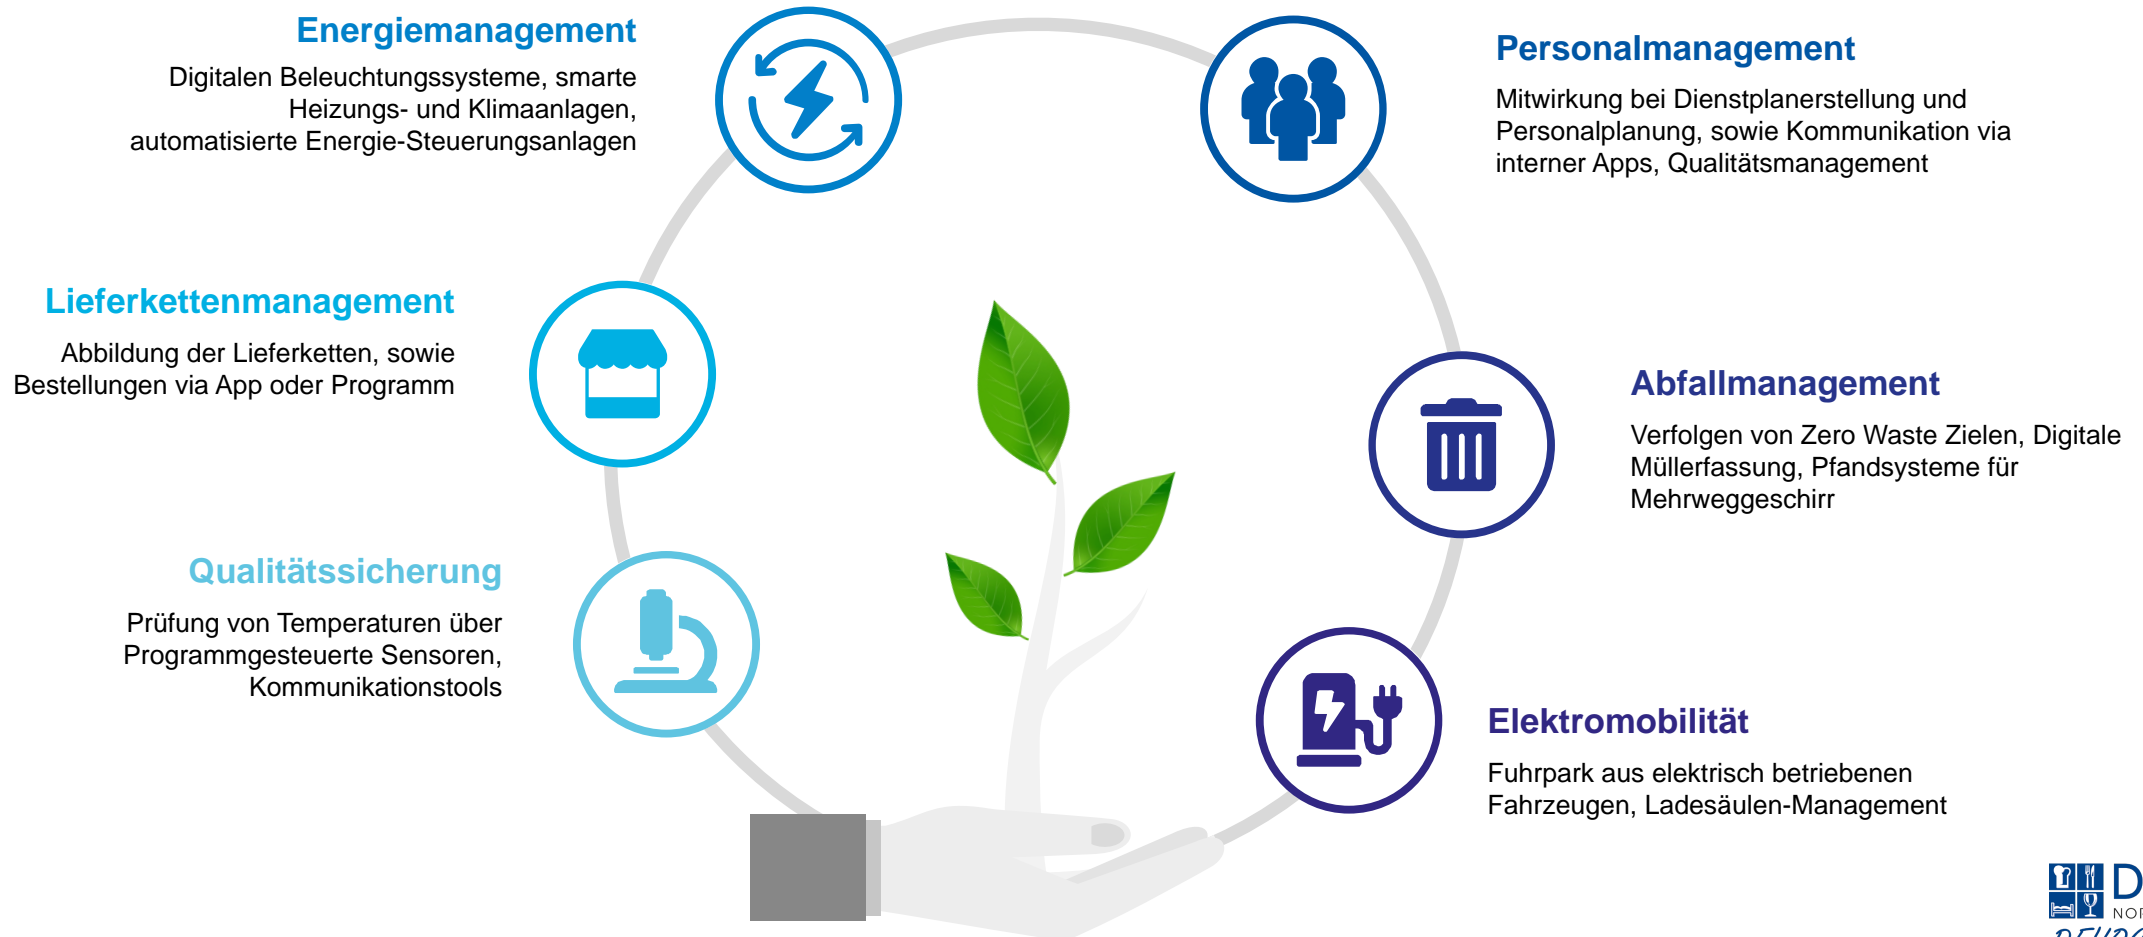 Energiemanagement
Digitalen Beleuchtungssysteme, smarte
Heizungs- und Klimaanlagen,
automatisierte Energie-Steuerungsanlagen
Personalmanagement
Mitwirkung bei Dienstplanerstellung und
Personalplanung, sowie Kommunikation via
interner Apps, Qualitätsmanagement
Lieferkettenmanagement
Abbildung der Lieferketten, sowie
Bestellungen via App oder Programm
Abfallmanagement
Verfolgen von Zero Waste Zielen, Digitale
Müllerfassung, Pfandsysteme für
Mehrweggeschirr
Qualitätssicherung
Prüfung von Temperaturen über
Programmgesteuerte Sensoren,
Kommunikationstools
Elektromobilität
Fuhrpark aus elektrisch betriebenen
Fahrzeugen, Ladesäulen-Management